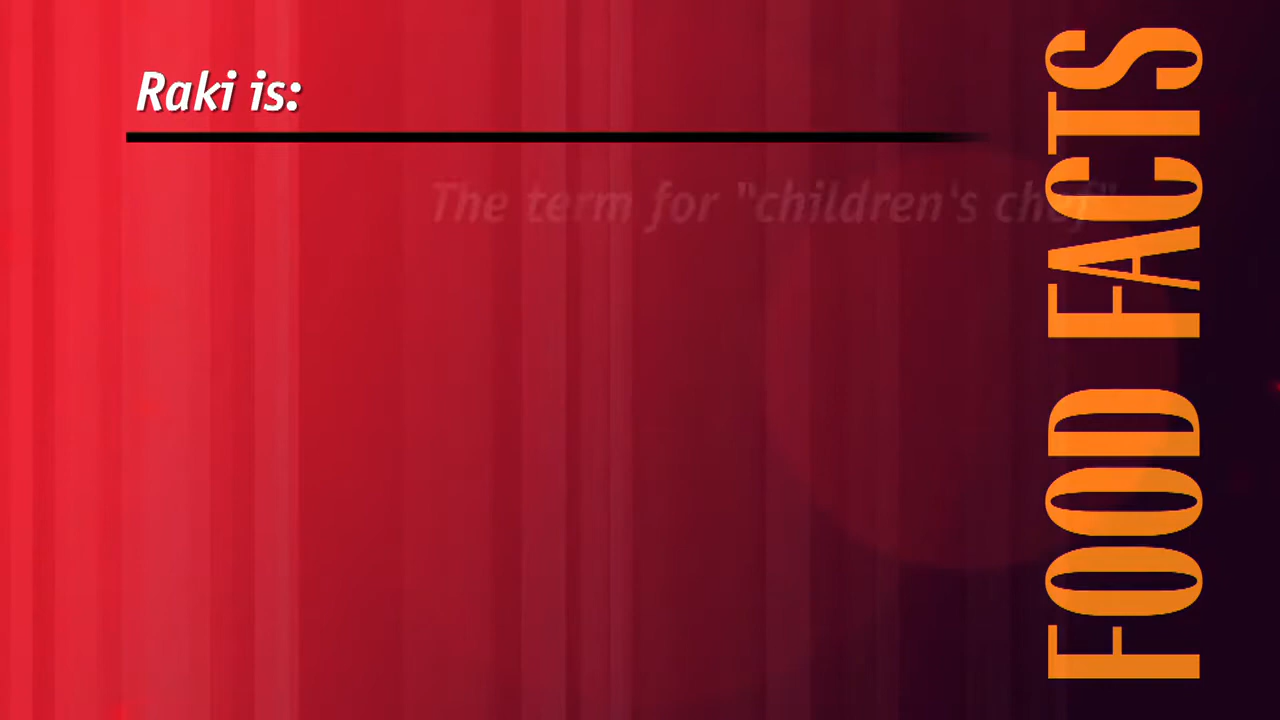 Raki is:
The term for "children's chef"
FOOD FACTS